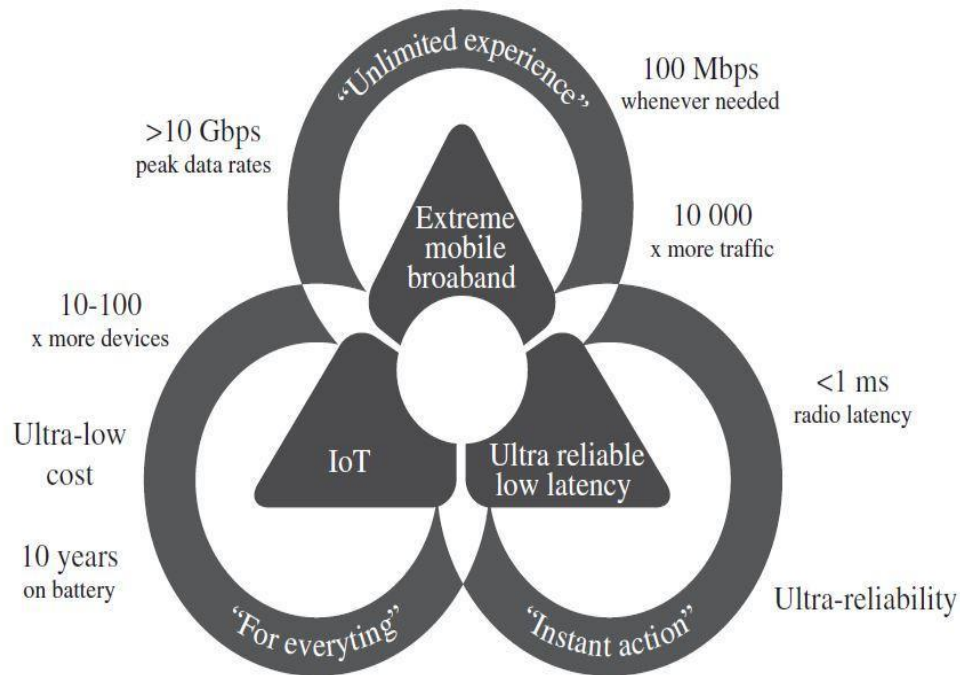 “Unlimited experience”
100 Mbps
whenever needed
>10 Gbps
peak data rates
10 000
x more traffic
Extreme
mobile
broaband
10-100
x more devices
<1 ms
radio latency
Ultra-low
cost
IoT
Ultra reliable
low latency
10 years
on battery
Ultra-reliability
“For everyting”
“Instant action”